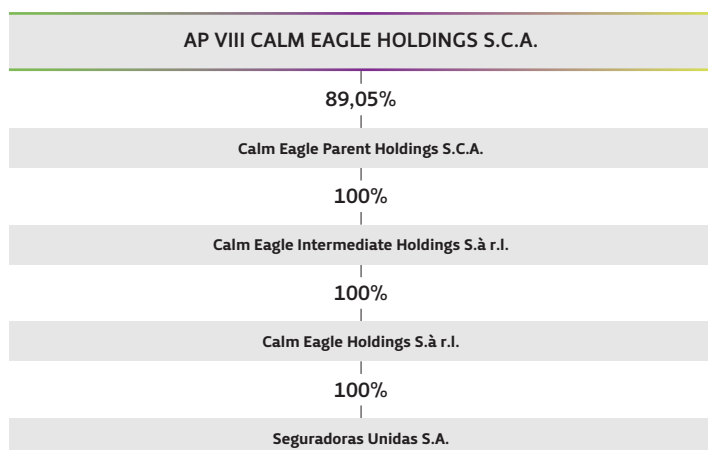 AP VIII CALM EAGLE HOLDINGS S.C.A.
89,05%
Calm Eagle Parent Holdings S.C.A.
100%
Calm Eagle Intermediate Holdings S.à r.l.
100%
Calm Eagle Holdings S.à r.l.
100%
Seguradoras Unidas S.A.